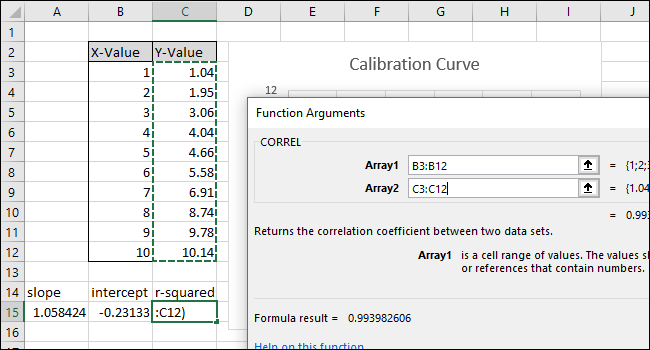 A B C D E F G H I J
1
2 X-Value Y-Value
3 1 1.04
4 2 1.95
5 3 3.06
6 4 4.04
7 5 4.66
8 6 5.58
9 7 6.91
10 8 8.74
11 9 9.78
12 10 10.14
13
14 slope intercept r-squared
15 1.058424 -0.23133 :C12)
16
Calibration Curve
12
Function Arguments
CORREL
Array1 B3:B12 = {1;2;3
Array2 C3:C12 = {1.04
= 0.993
Returns the correlation coefficient between two data sets.
Array1 is a cell range of values. The values s
or references that contain numbers.
Formula result = 0.993982606
Help on this function